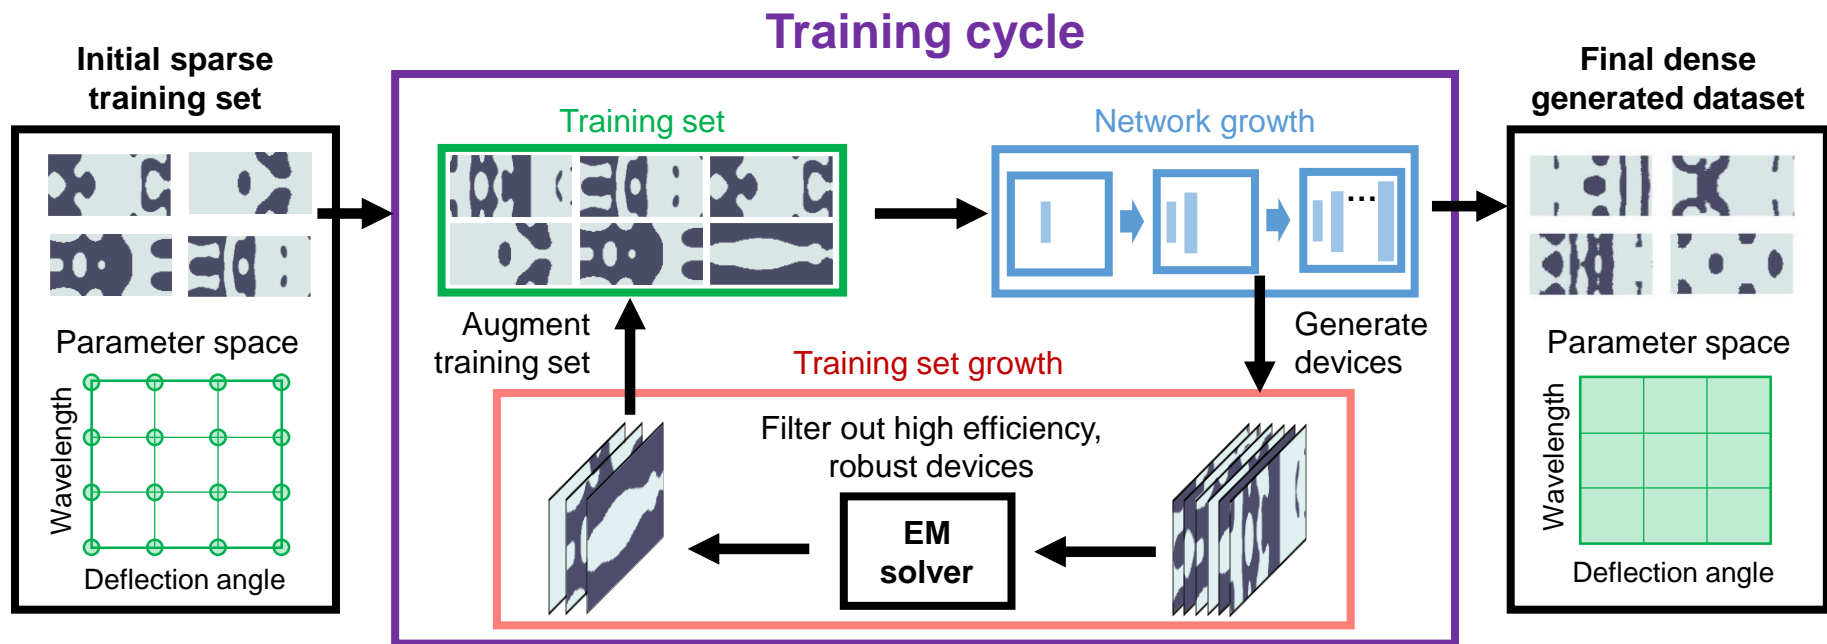 Training cycle
Initial sparse
training set
Parameter space
Wavelength
Deflection angle
Training set
Network growth
...
Augment
training set
Generate
devices
Training set growth
Filter out high efficiency,
robust devices
EM
solver
Final dense
generated dataset
Parameter space
Wavelength
Deflection angle